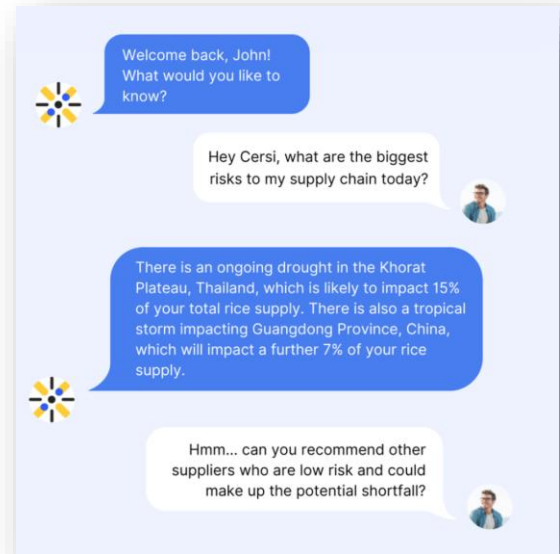 Welcome back, John!
What would you like to
know?
Hey Cersi, what are the biggest
risks to my supply chain today?
There is an ongoing drought in the Khorat
Plateau, Thailand, which is likely to impact 15%
of your total rice supply. There is also a tropical
storm impacting Guangdong Province, China,
which will impact a further 7% of your rice
supply.
Hmm... can you recommend other
suppliers who are low risk and could
make up the potential shortfall?